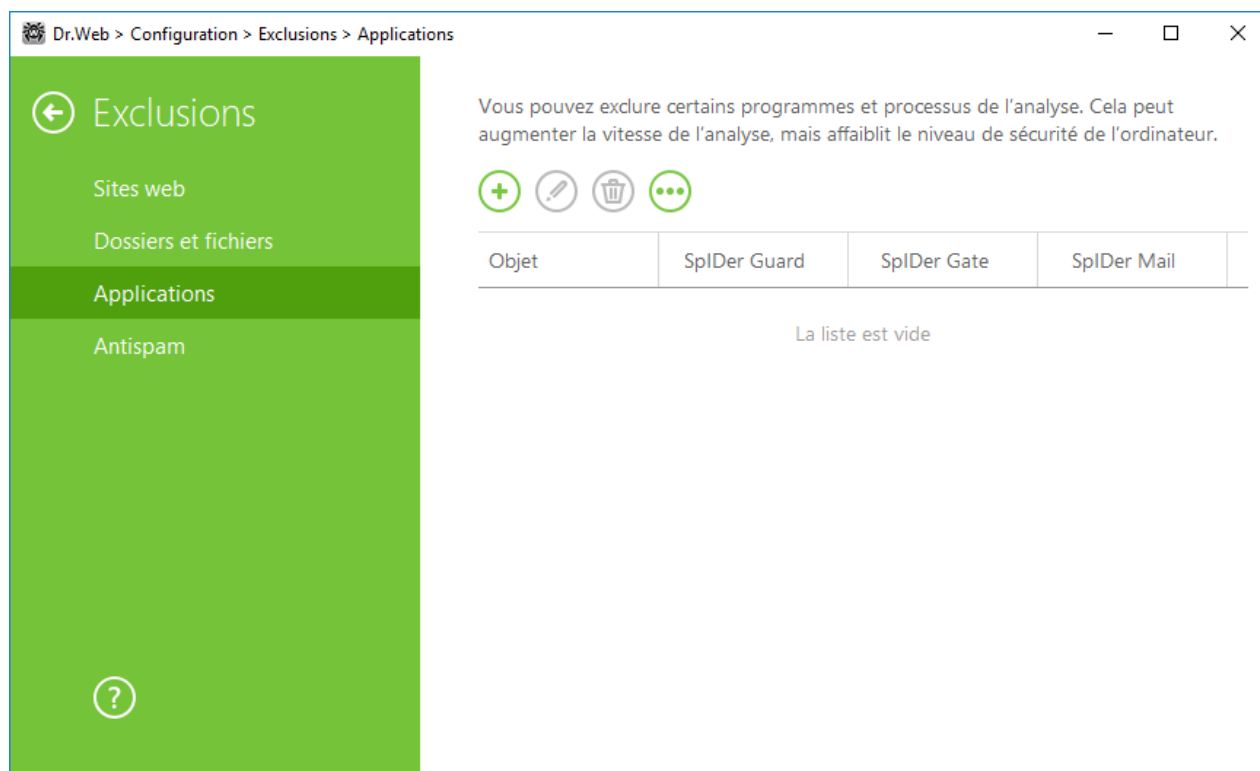 Dr.Web > Configuration > Exclusions > Applications
Exclusions
Sites web
Dossiers et fichiers
Applications
Antispam
?
Vous pouvez exclure certains programmes et processus de l'analyse. Cela peut
augmenter la vitesse de l'analyse, mais affaiblit le niveau de sécurité de l'ordinateur.
Objet SpIDer Guard SpIDer Gate SpIDer Mail
La liste est vide